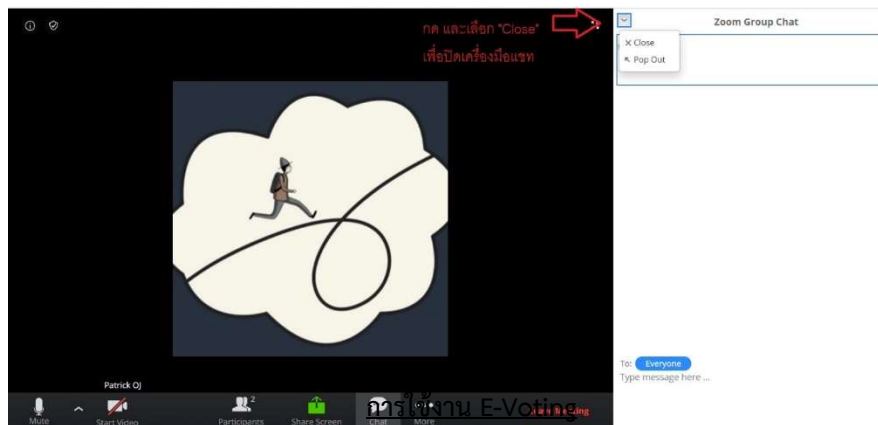 กด และเลือก "Close"
เพื่อปิดเครื่องมือแชท
Zoom Group Chat
Close
Pop Out
To: Everyone
Type message here ...
Patrick OJ
2
Mute
Start Video
Participants
Share Screen
Chat
More
การใช้งาน E-Voting